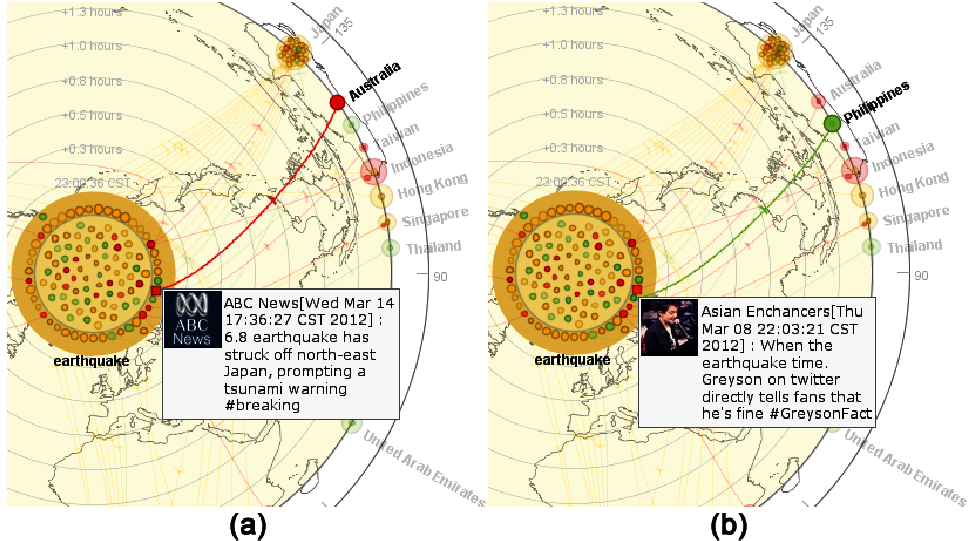 +1.3 hours
+1.0 hours
+0.8 hours
+0.5 hours
+0.3 hours
23:00:36 CST
Japan
135
Australia
Philippines
Taiwan
Indonesia
Hong Kong
Singapore
Thailand
90
United Arab Emirates
earthquake
ABC
News
ABC News[Wed Mar 14
17:36:27 CST 2012] :
6.8 earthquake has
struck off north-east
Japan, prompting a
tsunami warning
#breaking
(a)
+1.3 hours
+1.0 hours
+0.8 hours
+0.5 hours
+0.3 hours
23:00:36 CST
Japan
135
Australia
Philippines
Taiwan
Indonesia
Hong Kong
Singapore
Thailand
90
United Arab Emirates
earthquake
Asian Enchancers[Thu
Mar 08 22:03:21 CST
2012] : When the
earthquake time.
Greyson on twitter
directly tells fans that
he's fine #GreysonFact
(b)